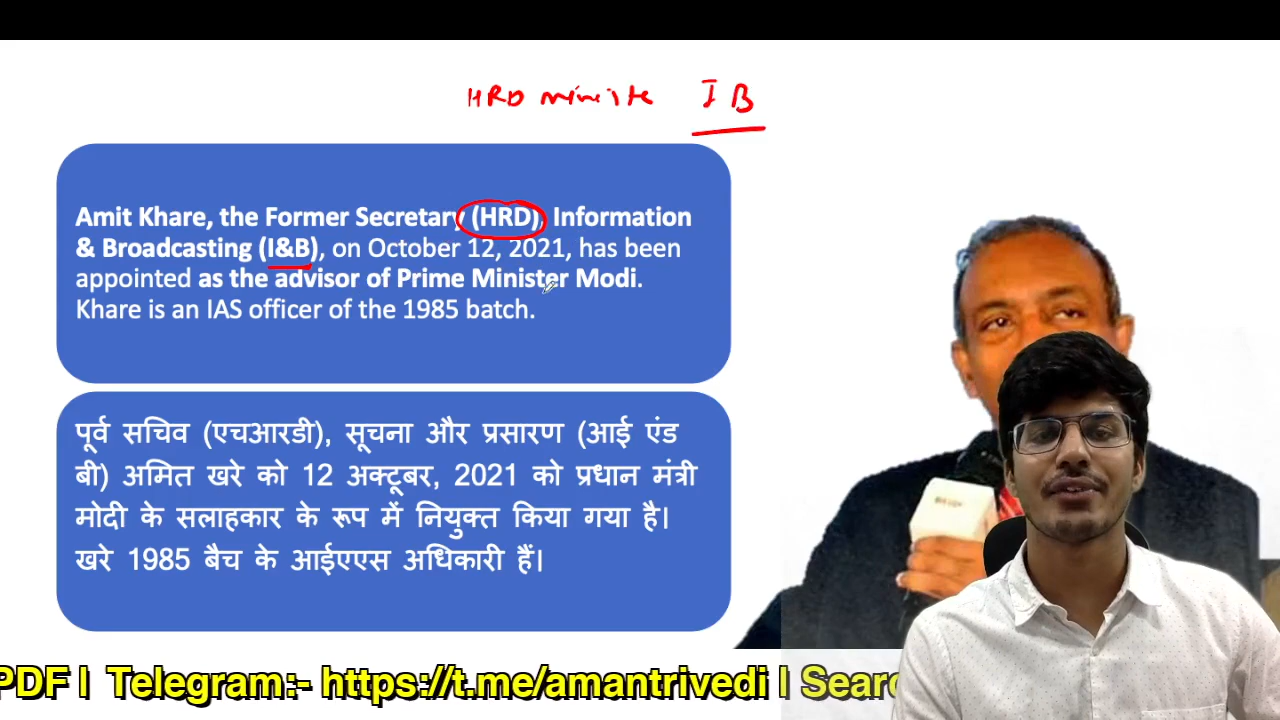 HRD ministe IB
Amit Khare, the Former Secretary (HRD), Information
& Broadcasting (I&B), on October 12, 2021, has been
appointed as the advisor of Prime Minister Modi.
Khare is an IAS officer of the 1985 batch.
पूर्व सचिव (एचआरडी), सूचना और प्रसारण (आई एंड
बी) अमित खरे को 12 अक्टूबर, 2021 को प्रधान मंत्री
मोदी के सलाहकार के रूप में नियुक्त किया गया है।
खरे 1985 बैच के आईएएस अधिकारी हैं।
PDF | Telegram:- https://t.me/amantrivedi | Searc